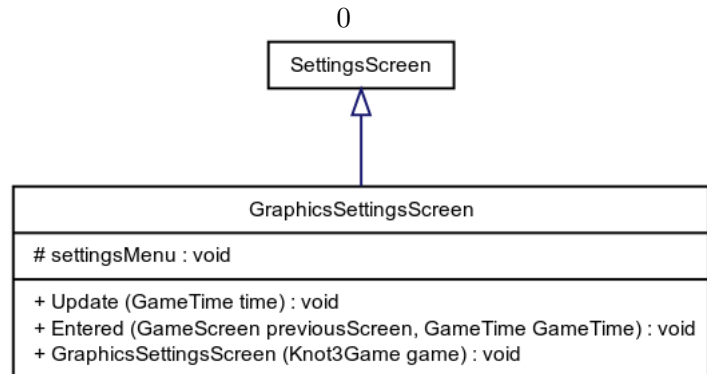 0
SettingsScreen
GraphicsSettingsScreen
# settingsMenu : void
+ Update (GameTime time) : void
+ Entered (GameScreen previousScreen, GameTime GameTime) : void
+ GraphicsSettingsScreen (Knot3Game game) : void